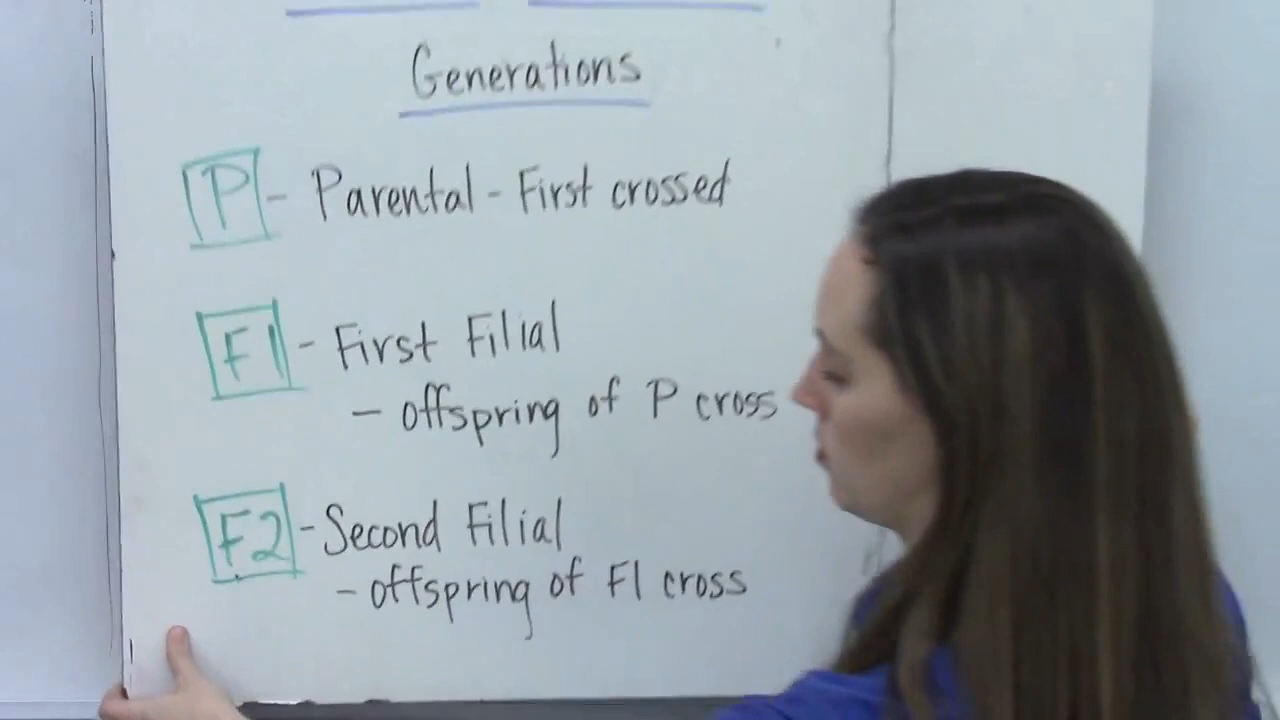 Generations
P - Parental - First crossed
F1 - First Filial
- offspring of P cross
F2 - Second Filial
- offspring of F1 cross